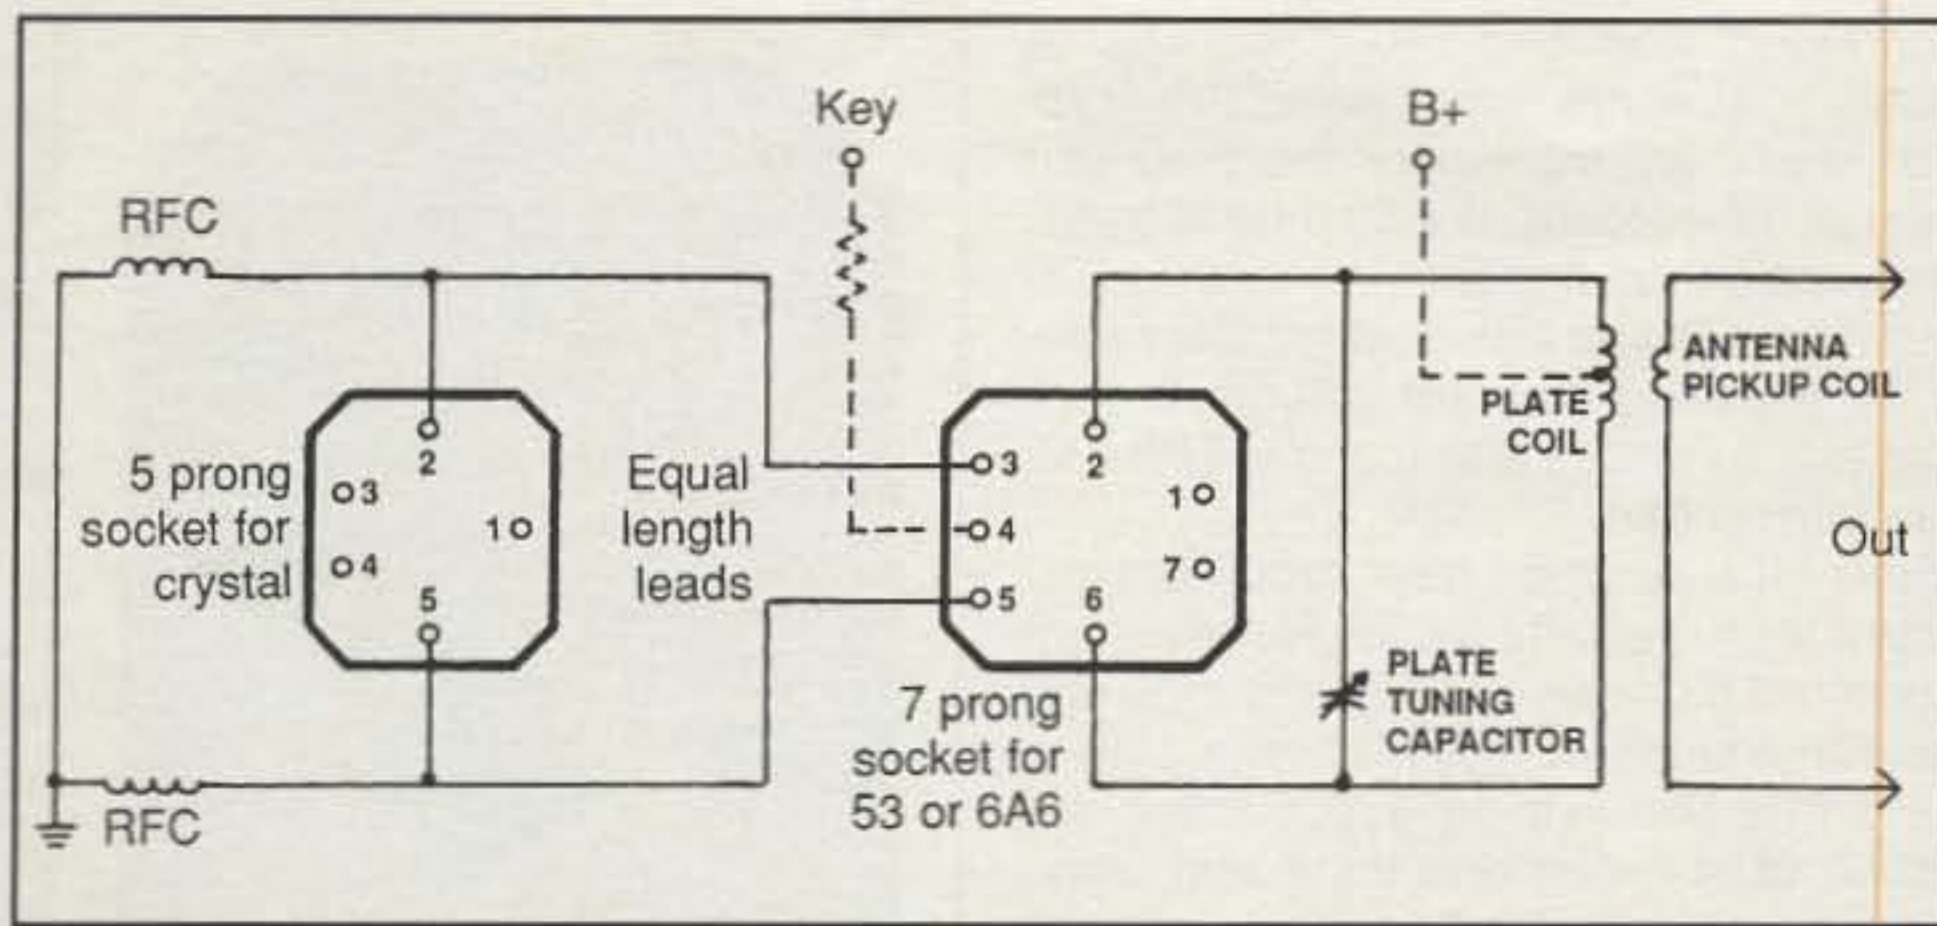 Key
B+
RFC
2
3
4
1
5
5 prong
socket for
crystal
Equal
length
leads
3
4
5
2
1
7
6
7 prong
socket for
53 or 6A6
PLATE
COIL
ANTENNA
PICKUP COIL
Out
PLATE
TUNING
CAPACITOR
RFC